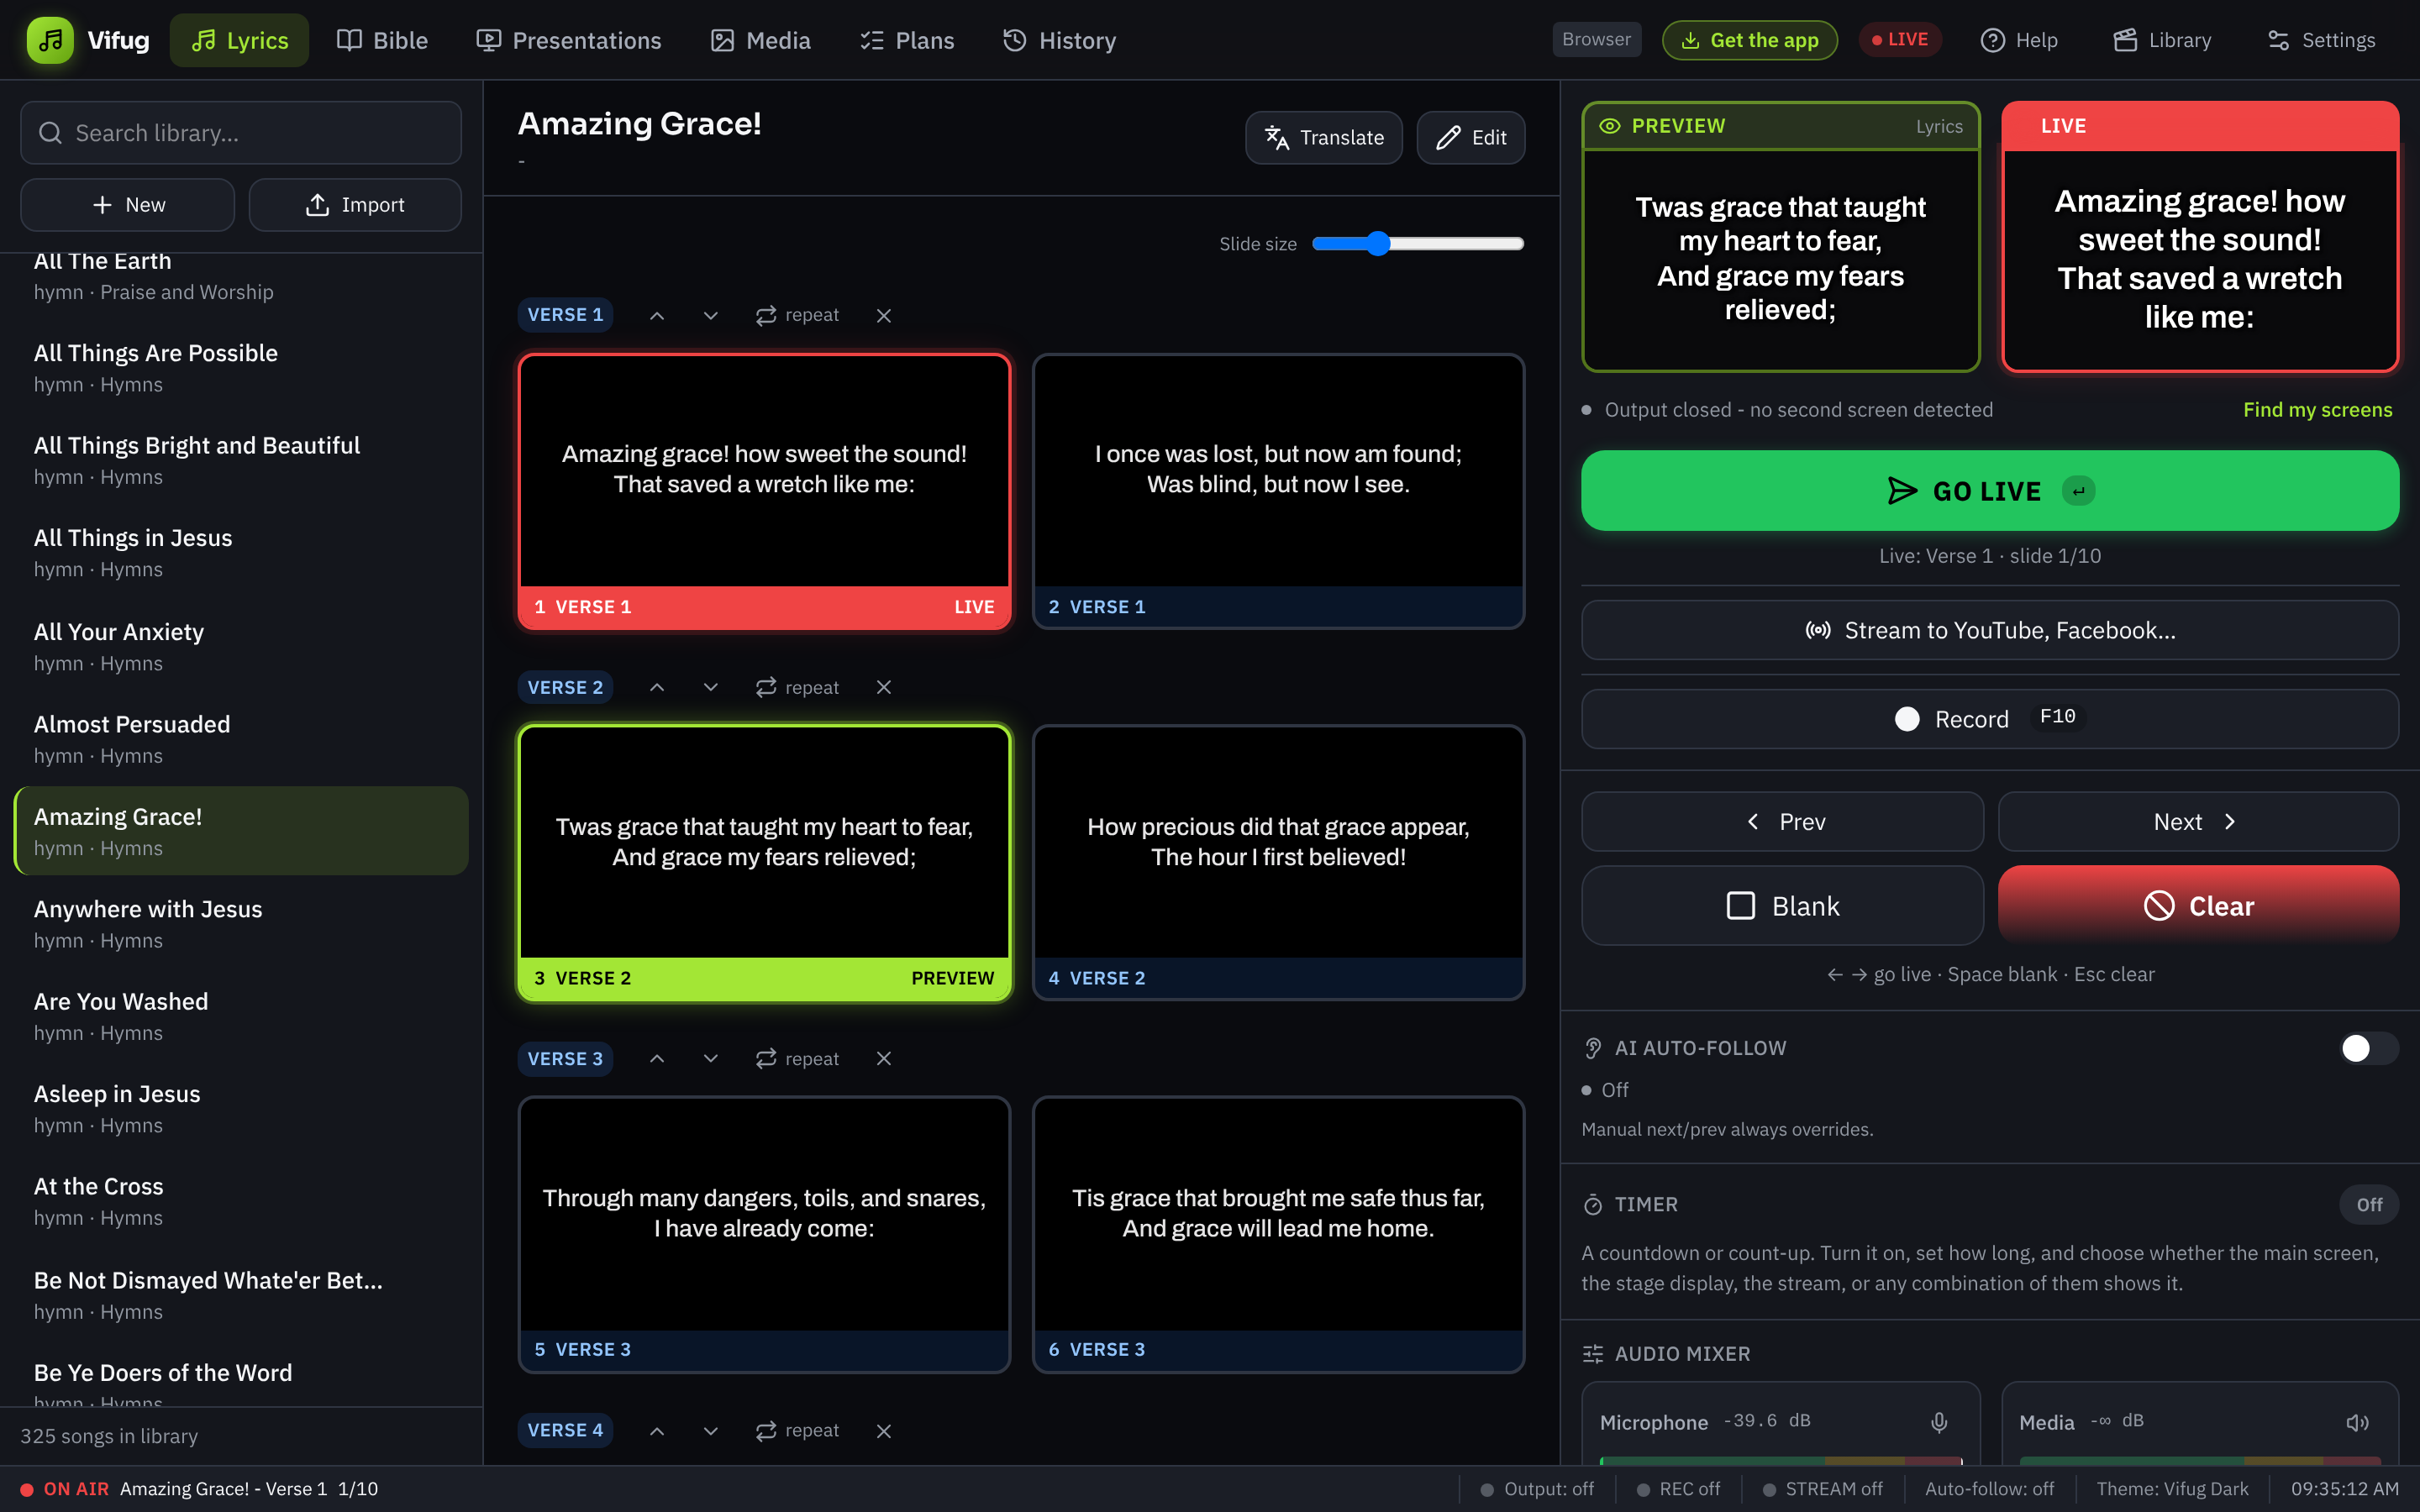 Vifug
Lyrics
Bible
Presentations
Media
Plans
History
Browser
Get the app
LIVE
Help
Library
Settings
Search library...
New
Import
All The Earth
hymn · Praise and Worship
All Things Are Possible
hymn · Hymns
All Things Bright and Beautiful
hymn · Hymns
All Things in Jesus
hymn · Hymns
All Your Anxiety
hymn · Hymns
Almost Persuaded
hymn · Hymns
Amazing Grace!
hymn · Hymns
Anywhere with Jesus
hymn · Hymns
Are You Washed
hymn · Hymns
Asleep in Jesus
hymn · Hymns
At the Cross
hymn · Hymns
Be Not Dismayed Whate'er Bet...
hymn · Hymns
Be Ye Doers of the Word
hymn · Hymns
325 songs in library
Amazing Grace!
-
Translate
Edit
Slide size
VERSE 1
repeat
Amazing grace! how sweet the sound!
That saved a wretch like me:
1 VERSE 1
LIVE
I once was lost, but now am found;
Was blind, but now I see.
2 VERSE 1
VERSE 2
repeat
Twas grace that taught my heart to fear,
And grace my fears relieved;
3 VERSE 2
PREVIEW
How precious did that grace appear,
The hour I first believed!
4 VERSE 2
VERSE 3
repeat
Through many dangers, toils, and snares,
I have already come:
5 VERSE 3
Tis grace that brought me safe thus far,
And grace will lead me home.
6 VERSE 3
VERSE 4
repeat
PREVIEW
Lyrics
Twas grace that taught
my heart to fear,
And grace my fears
relieved;
LIVE
Amazing grace! how
sweet the sound!
That saved a wretch
like me:
Output closed - no second screen detected
Find my screens
GO LIVE ↵
Live: Verse 1 · slide 1/10
Stream to YouTube, Facebook...
Record F10
Prev
Next
Blank
Clear
← → go live · Space blank · Esc clear
AI AUTO-FOLLOW
Off
Manual next/prev always overrides.
TIMER
Off
A countdown or count-up. Turn it on, set how long, and choose whether the main screen,
the stage display, the stream, or any combination of them shows it.
AUDIO MIXER
Microphone -39.6 dB
Media -∞ dB
ON AIR Amazing Grace! - Verse 1 1/10
Output: off
REC off
STREAM off
Auto-follow: off
Theme: Vifug Dark
09:35:12 AM